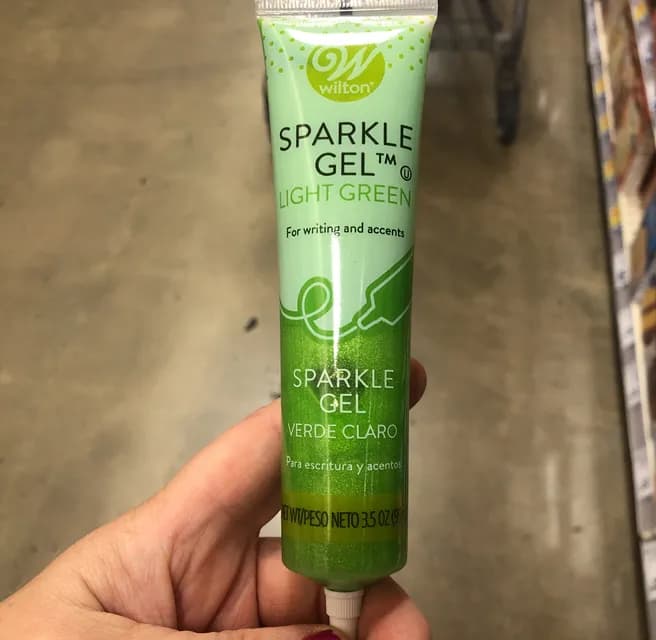 W
wilton®
SPARKLE
GEL™ U
LIGHT GREEN
For writing and accents
SPARKLE
GEL
VERDE CLARO
Para escritura y acentos
WT/PESO NETO 3.5 OZ